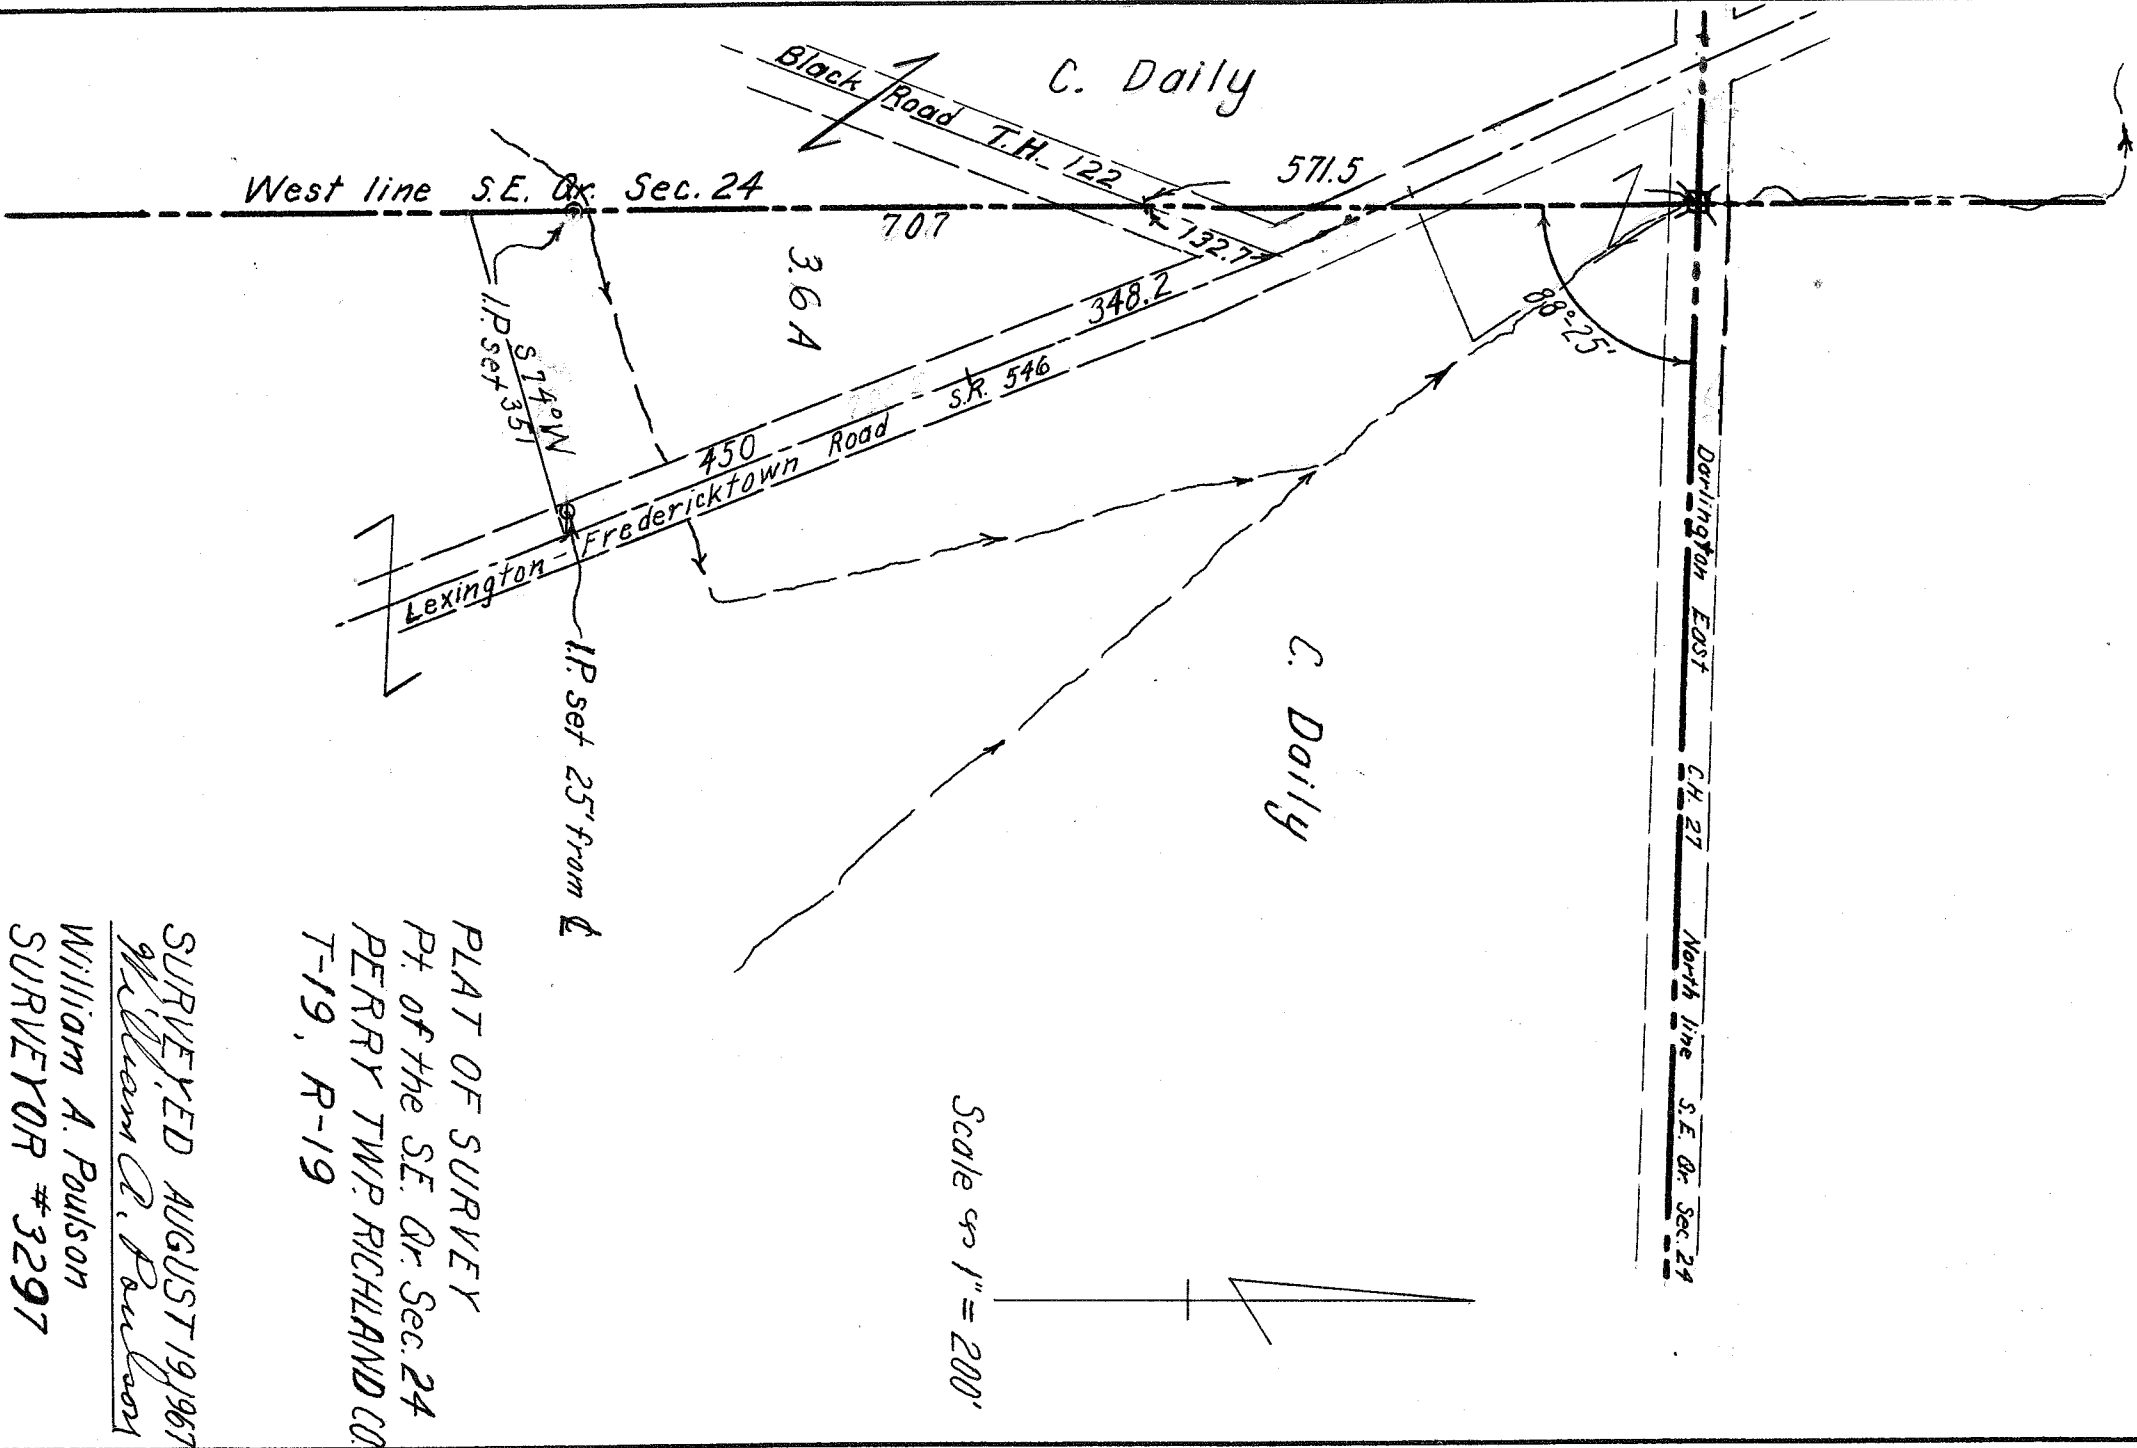 C. Daily
Black Road T.H. 122
571.5
West line S.E. Qr. Sec. 24
707
132.7
3.6 A
348.2
88°-25'
I.P. set
S 74° W
351
S.R. 546
450
Lexington - Fredericktown Road
I.P. set 25' from ℄
C. Daily
Darlington East C.H. 27 North line S.E. Qr. Sec. 24
Scale 1" = 200'
PLAT OF SURVEY
Pt. of the S.E. Qr. Sec. 24
PERRY TWP. RICHLAND CO.
T-19, R-19
SURVEYED AUGUST 19, 1967
William A. Poulson
William A. Poulson
SURVEYOR #3297